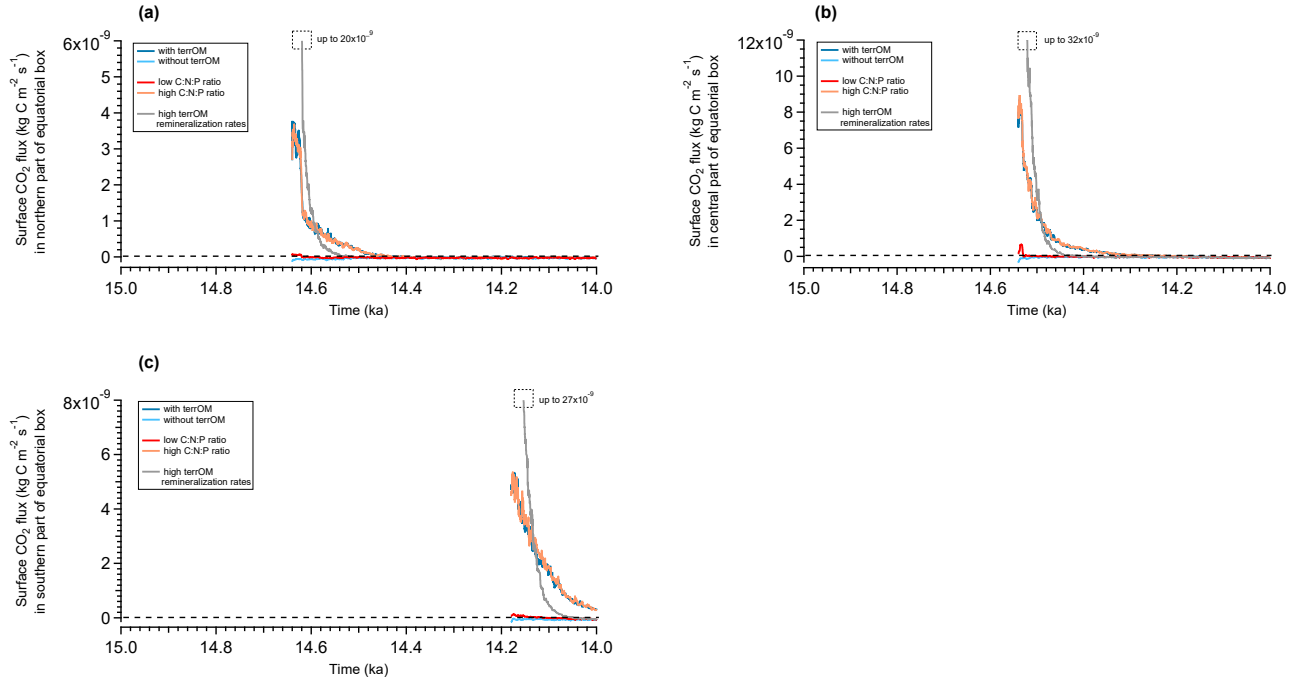 (a)
up to 20x10⁻⁹
6x10⁻⁹
5
4
3
2
1
0
Surface CO₂ flux (kg C m⁻² s⁻¹)
in northern part of equatorial box
with terrOM
without terrOM
low C:N:P ratio
high C:N:P ratio
high terrOM
remineralization rates
15.0
14.8
14.6
14.4
14.2
14.0
Time (ka)
(b)
up to 32x10⁻⁹
12x10⁻⁹
10
8
6
4
2
0
Surface CO₂ flux (kg C m⁻² s⁻¹)
in central part of equatorial box
with terrOM
without terrOM
low C:N:P ratio
high C:N:P ratio
high terrOM
remineralization rates
15.0
14.8
14.6
14.4
14.2
14.0
Time (ka)
(c)
up to 27x10⁻⁹
8x10⁻⁹
6
4
2
0
Surface CO₂ flux (kg C m⁻² s⁻¹)
in southern part of equatorial box
with terrOM
without terrOM
low C:N:P ratio
high C:N:P ratio
high terrOM
remineralization rates
15.0
14.8
14.6
14.4
14.2
14.0
Time (ka)